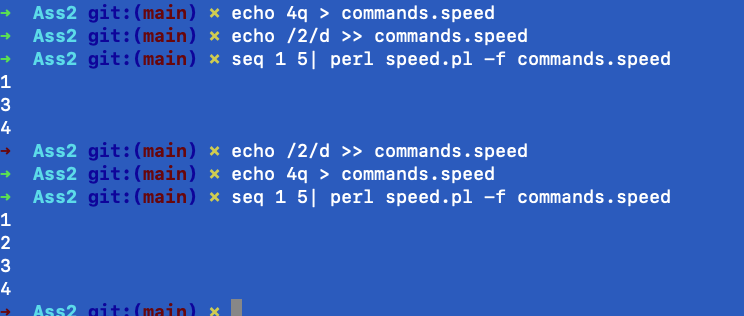 → Ass2 git:(main) × echo 4q > commands.speed
→ Ass2 git:(main) × echo /2/d >> commands.speed
→ Ass2 git:(main) × seq 1 5| perl speed.pl -f commands.speed
1
3
4
→ Ass2 git:(main) × echo /2/d >> commands.speed
→ Ass2 git:(main) × echo 4q > commands.speed
→ Ass2 git:(main) × seq 1 5| perl speed.pl -f commands.speed
1
2
3
4
→ Ass2 git:(main) ×